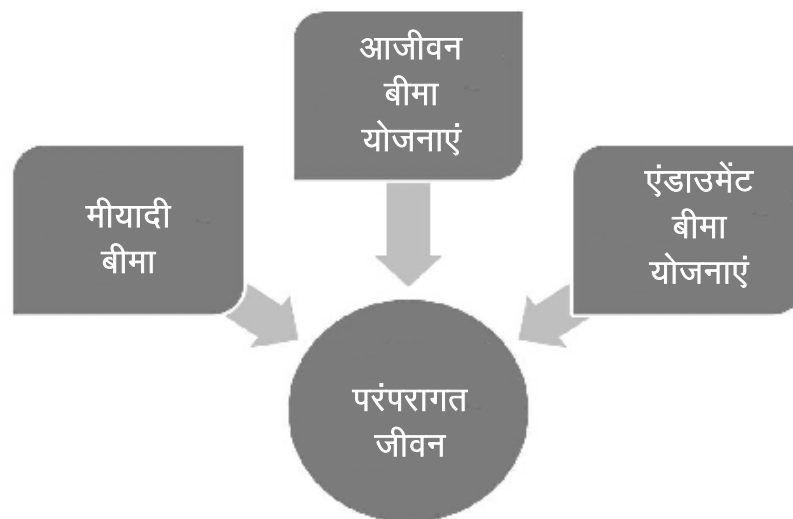 आजीवन
बीमा
योजनाएं
मीयादी
बीमा
एंडाउमेंट
बीमा
योजनाएं
परंपरागत
जीवन